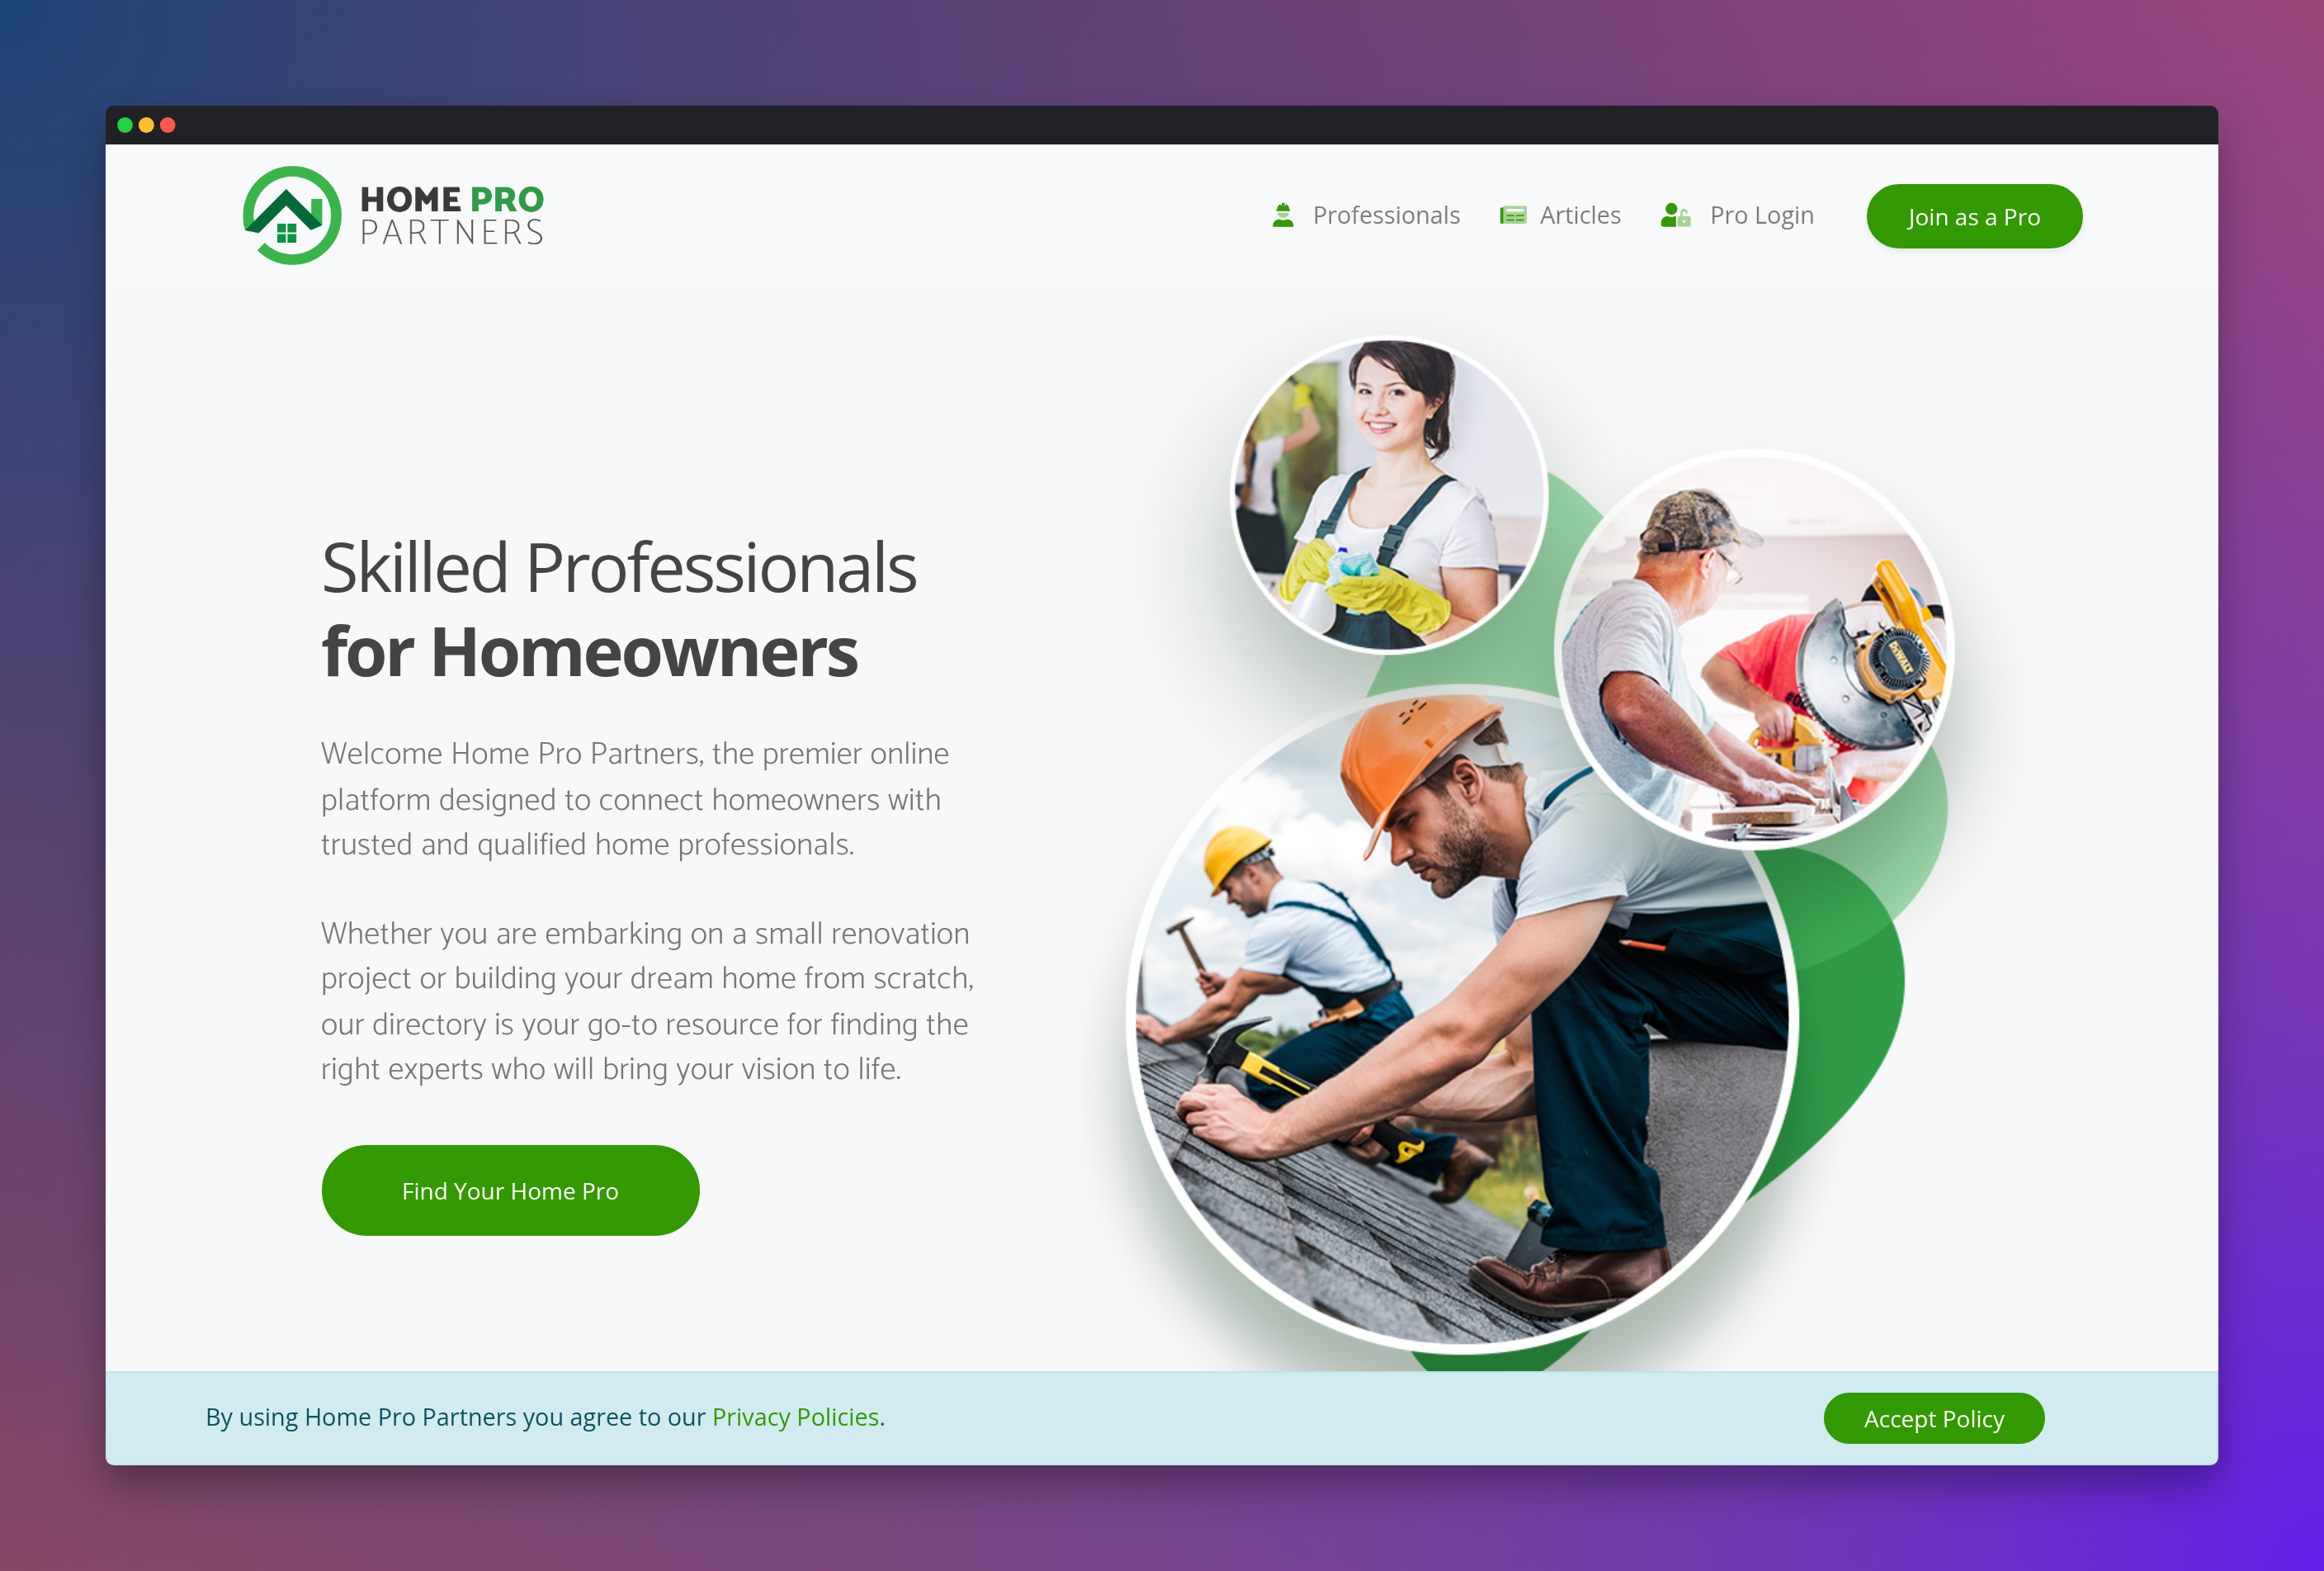 HOME PRO
PARTNERS
Professionals
Articles
Pro Login
Join as a Pro
Skilled Professionals
for Homeowners
Welcome Home Pro Partners, the premier online
platform designed to connect homeowners with
trusted and qualified home professionals.
Whether you are embarking on a small renovation
project or building your dream home from scratch,
our directory is your go-to resource for finding the
right experts who will bring your vision to life.
Find Your Home Pro
DEWALT
By using Home Pro Partners you agree to our Privacy Policies.
Accept Policy